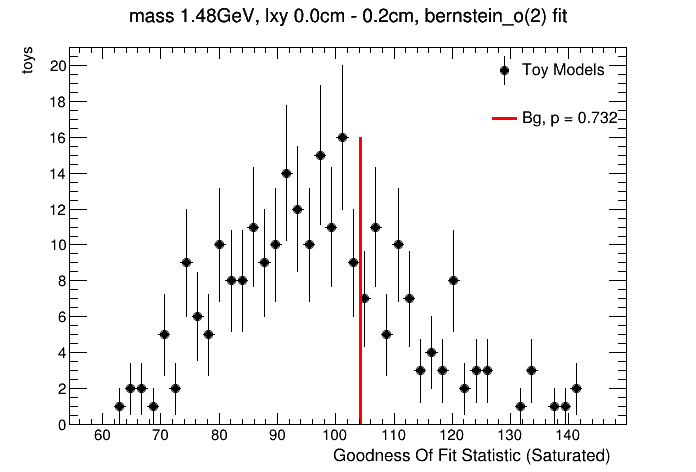 mass 1.48GeV, lxy 0.0cm - 0.2cm, bernstein_o(2) fit
toys
20
18
16
14
12
10
8
6
4
2
0
Toy Models
Bg, p = 0.732
60 70 80 90 100 110 120 130 140
Goodness Of Fit Statistic (Saturated)